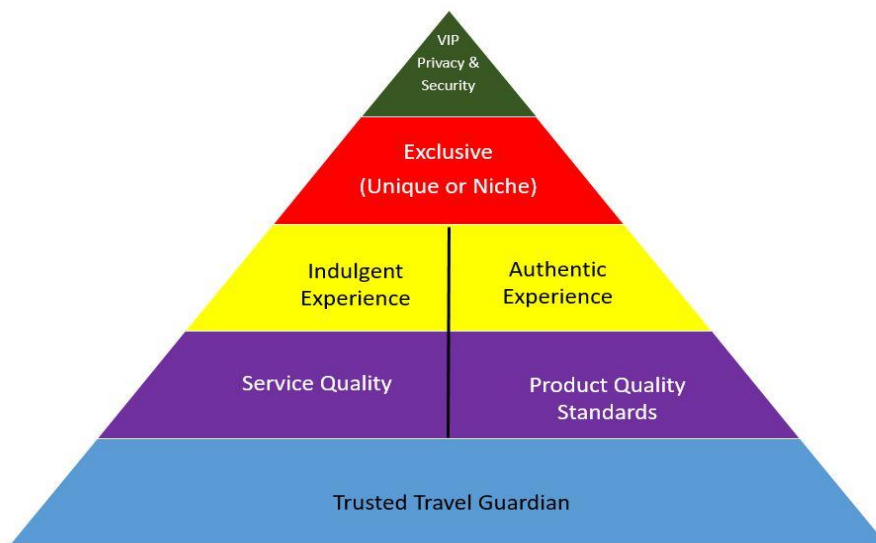 VIP
Privacy &
Security
Exclusive
(Unique or Niche)
Indulgent
Experience
Authentic
Experience
Service Quality
Product Quality
Standards
Trusted Travel Guardian